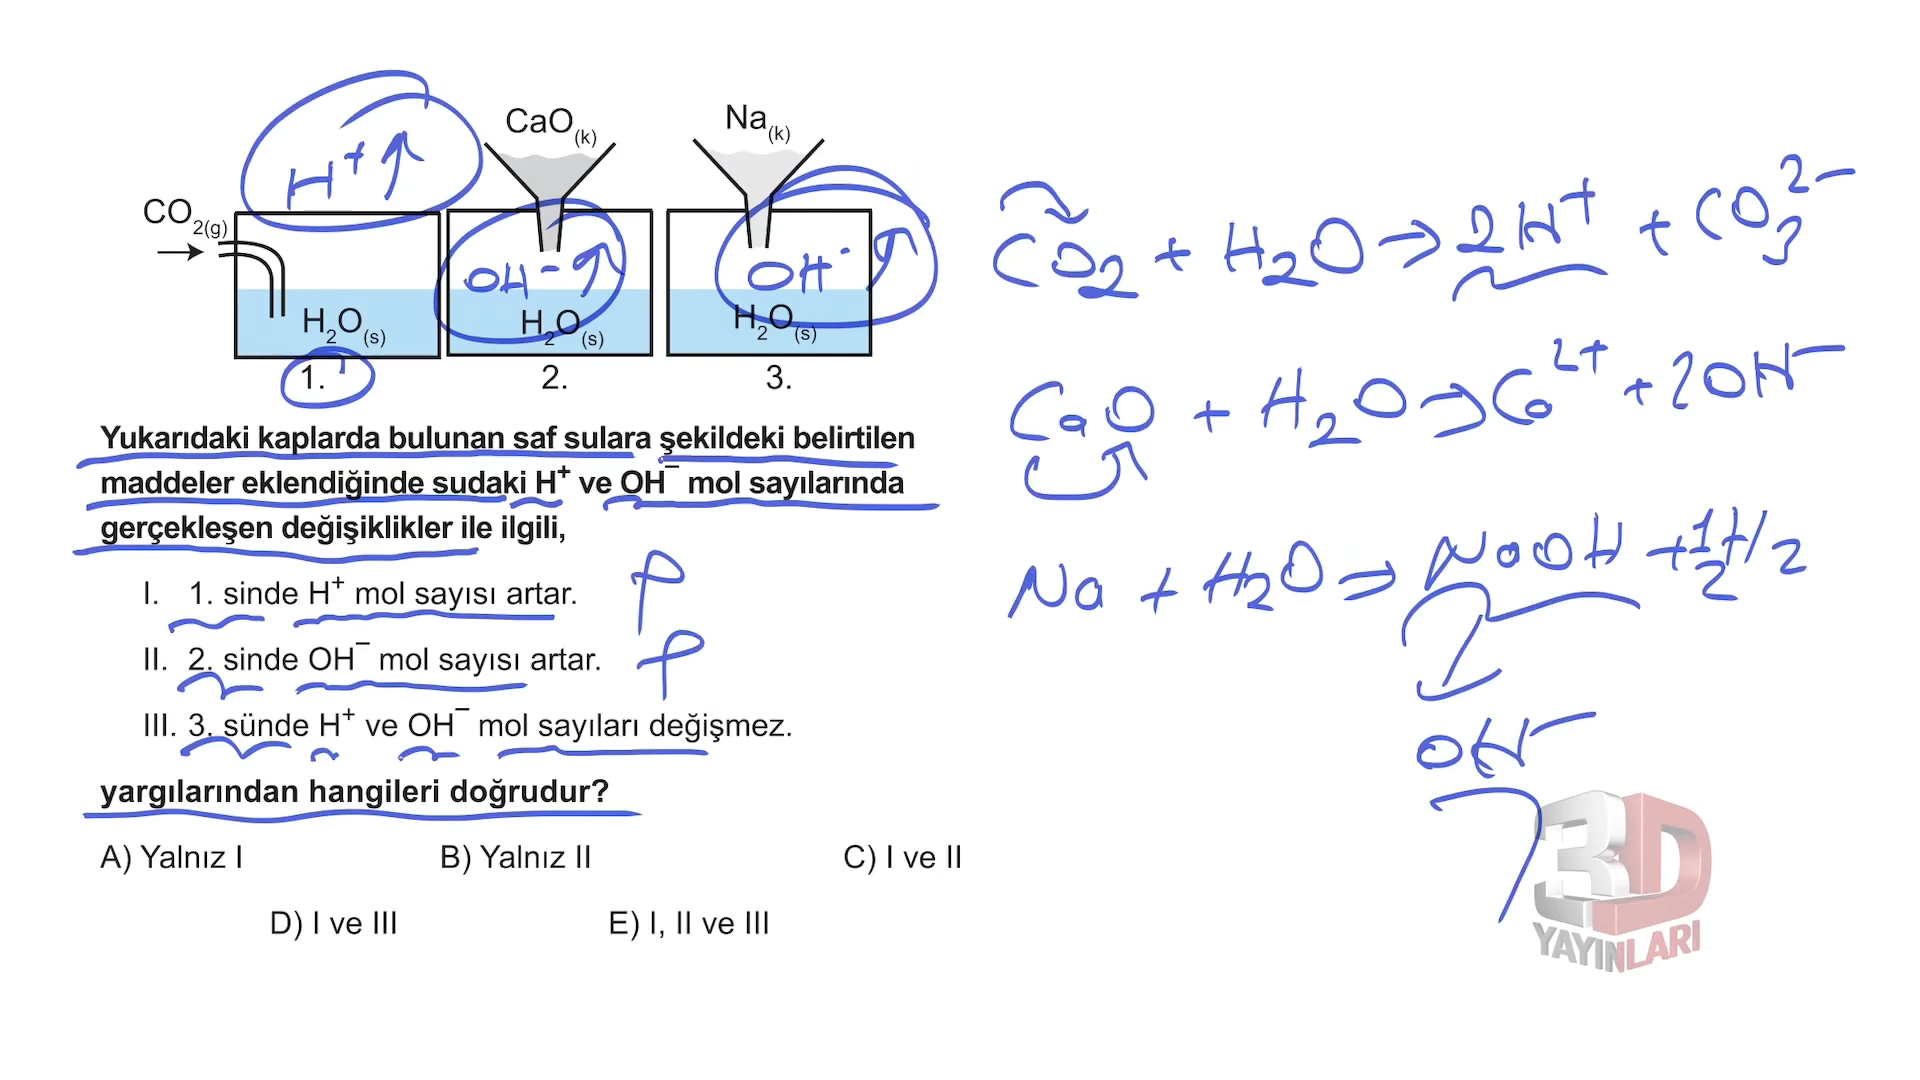 H⁺↑
CO₂(g)
H₂O(s)
1.
CaO(k)
OH⁻↑
H₂O(s)
2.
Na(k)
OH⁻↑
H₂O(s)
3.
Yukarıdaki kaplarda bulunan saf sulara şekildeki belirtilen
maddeler eklendiğinde sudaki H⁺ ve OH⁻ mol sayılarında
gerçekleşen değişiklikler ile ilgili,
I. 1. sinde H⁺ mol sayısı artar.
II. 2. sinde OH⁻ mol sayısı artar.
III. 3. sünde H⁺ ve OH⁻ mol sayıları değişmez.
yargılarından hangileri doğrudur?
A) Yalnız I B) Yalnız II C) I ve II
D) I ve III E) I, II ve III
CO₂ + H₂O → 2H⁺ + CO₃²⁻
CaO + H₂O → Ca²⁺ + 2OH⁻
Na + H₂O → NaOH + 1/2 H₂
OH⁻
3D
YAYINLARI